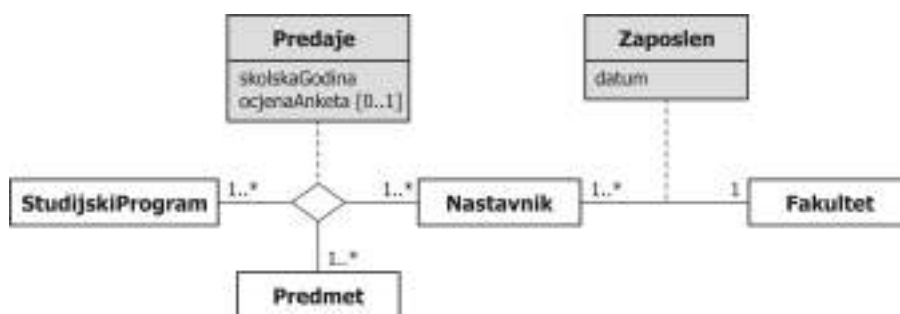 Predaje
skolskaGodina
ocjenaAnketa [0..1]
Zaposlen
datum
StudijskiProgram
1..*
1..*
Nastavnik
1..*
1
Fakultet
1..*
Predmet